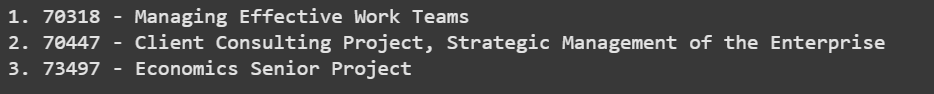 1. 70318 - Managing Effective Work Teams
2. 70447 - Client Consulting Project, Strategic Management of the Enterprise
3. 73497 - Economics Senior Project